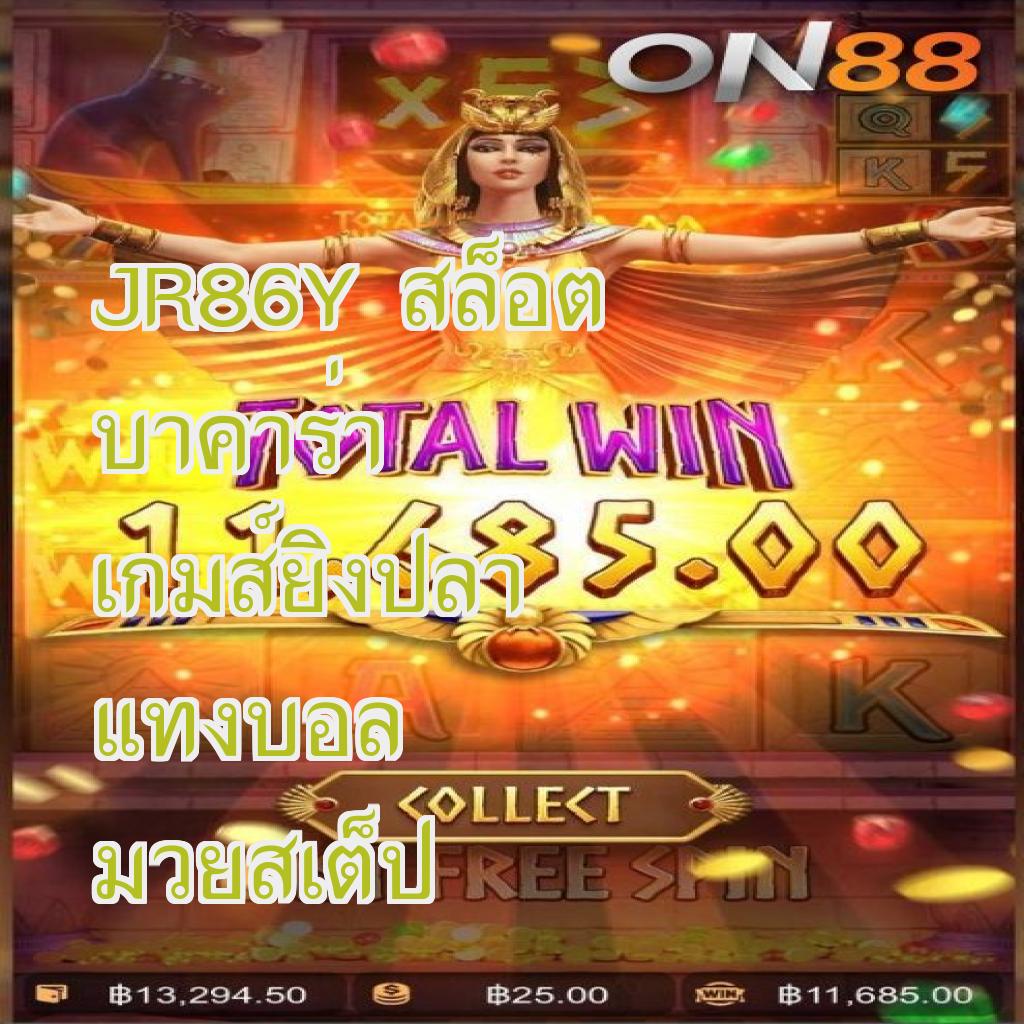 ON88
x53
Q
K 5
JR86Y สล็อต
บาคาร่า
TOTAL WIN
11,685.00
เกมส์ยิงปลา
A K
แทงบอล
COLLECT
มวยสเต็ป
FREE SPIN
฿13,294.50 ฿25.00 WIN ฿11,685.00